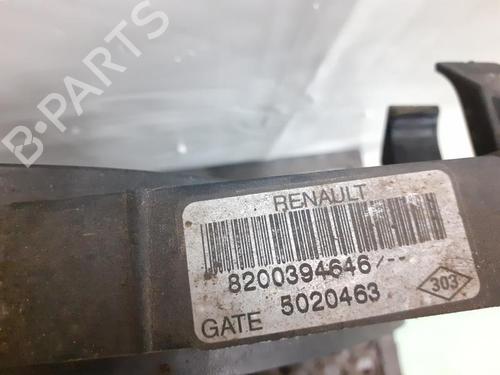 B-PARTS
RENAULT
8200394646/--
303
GATE 5020463